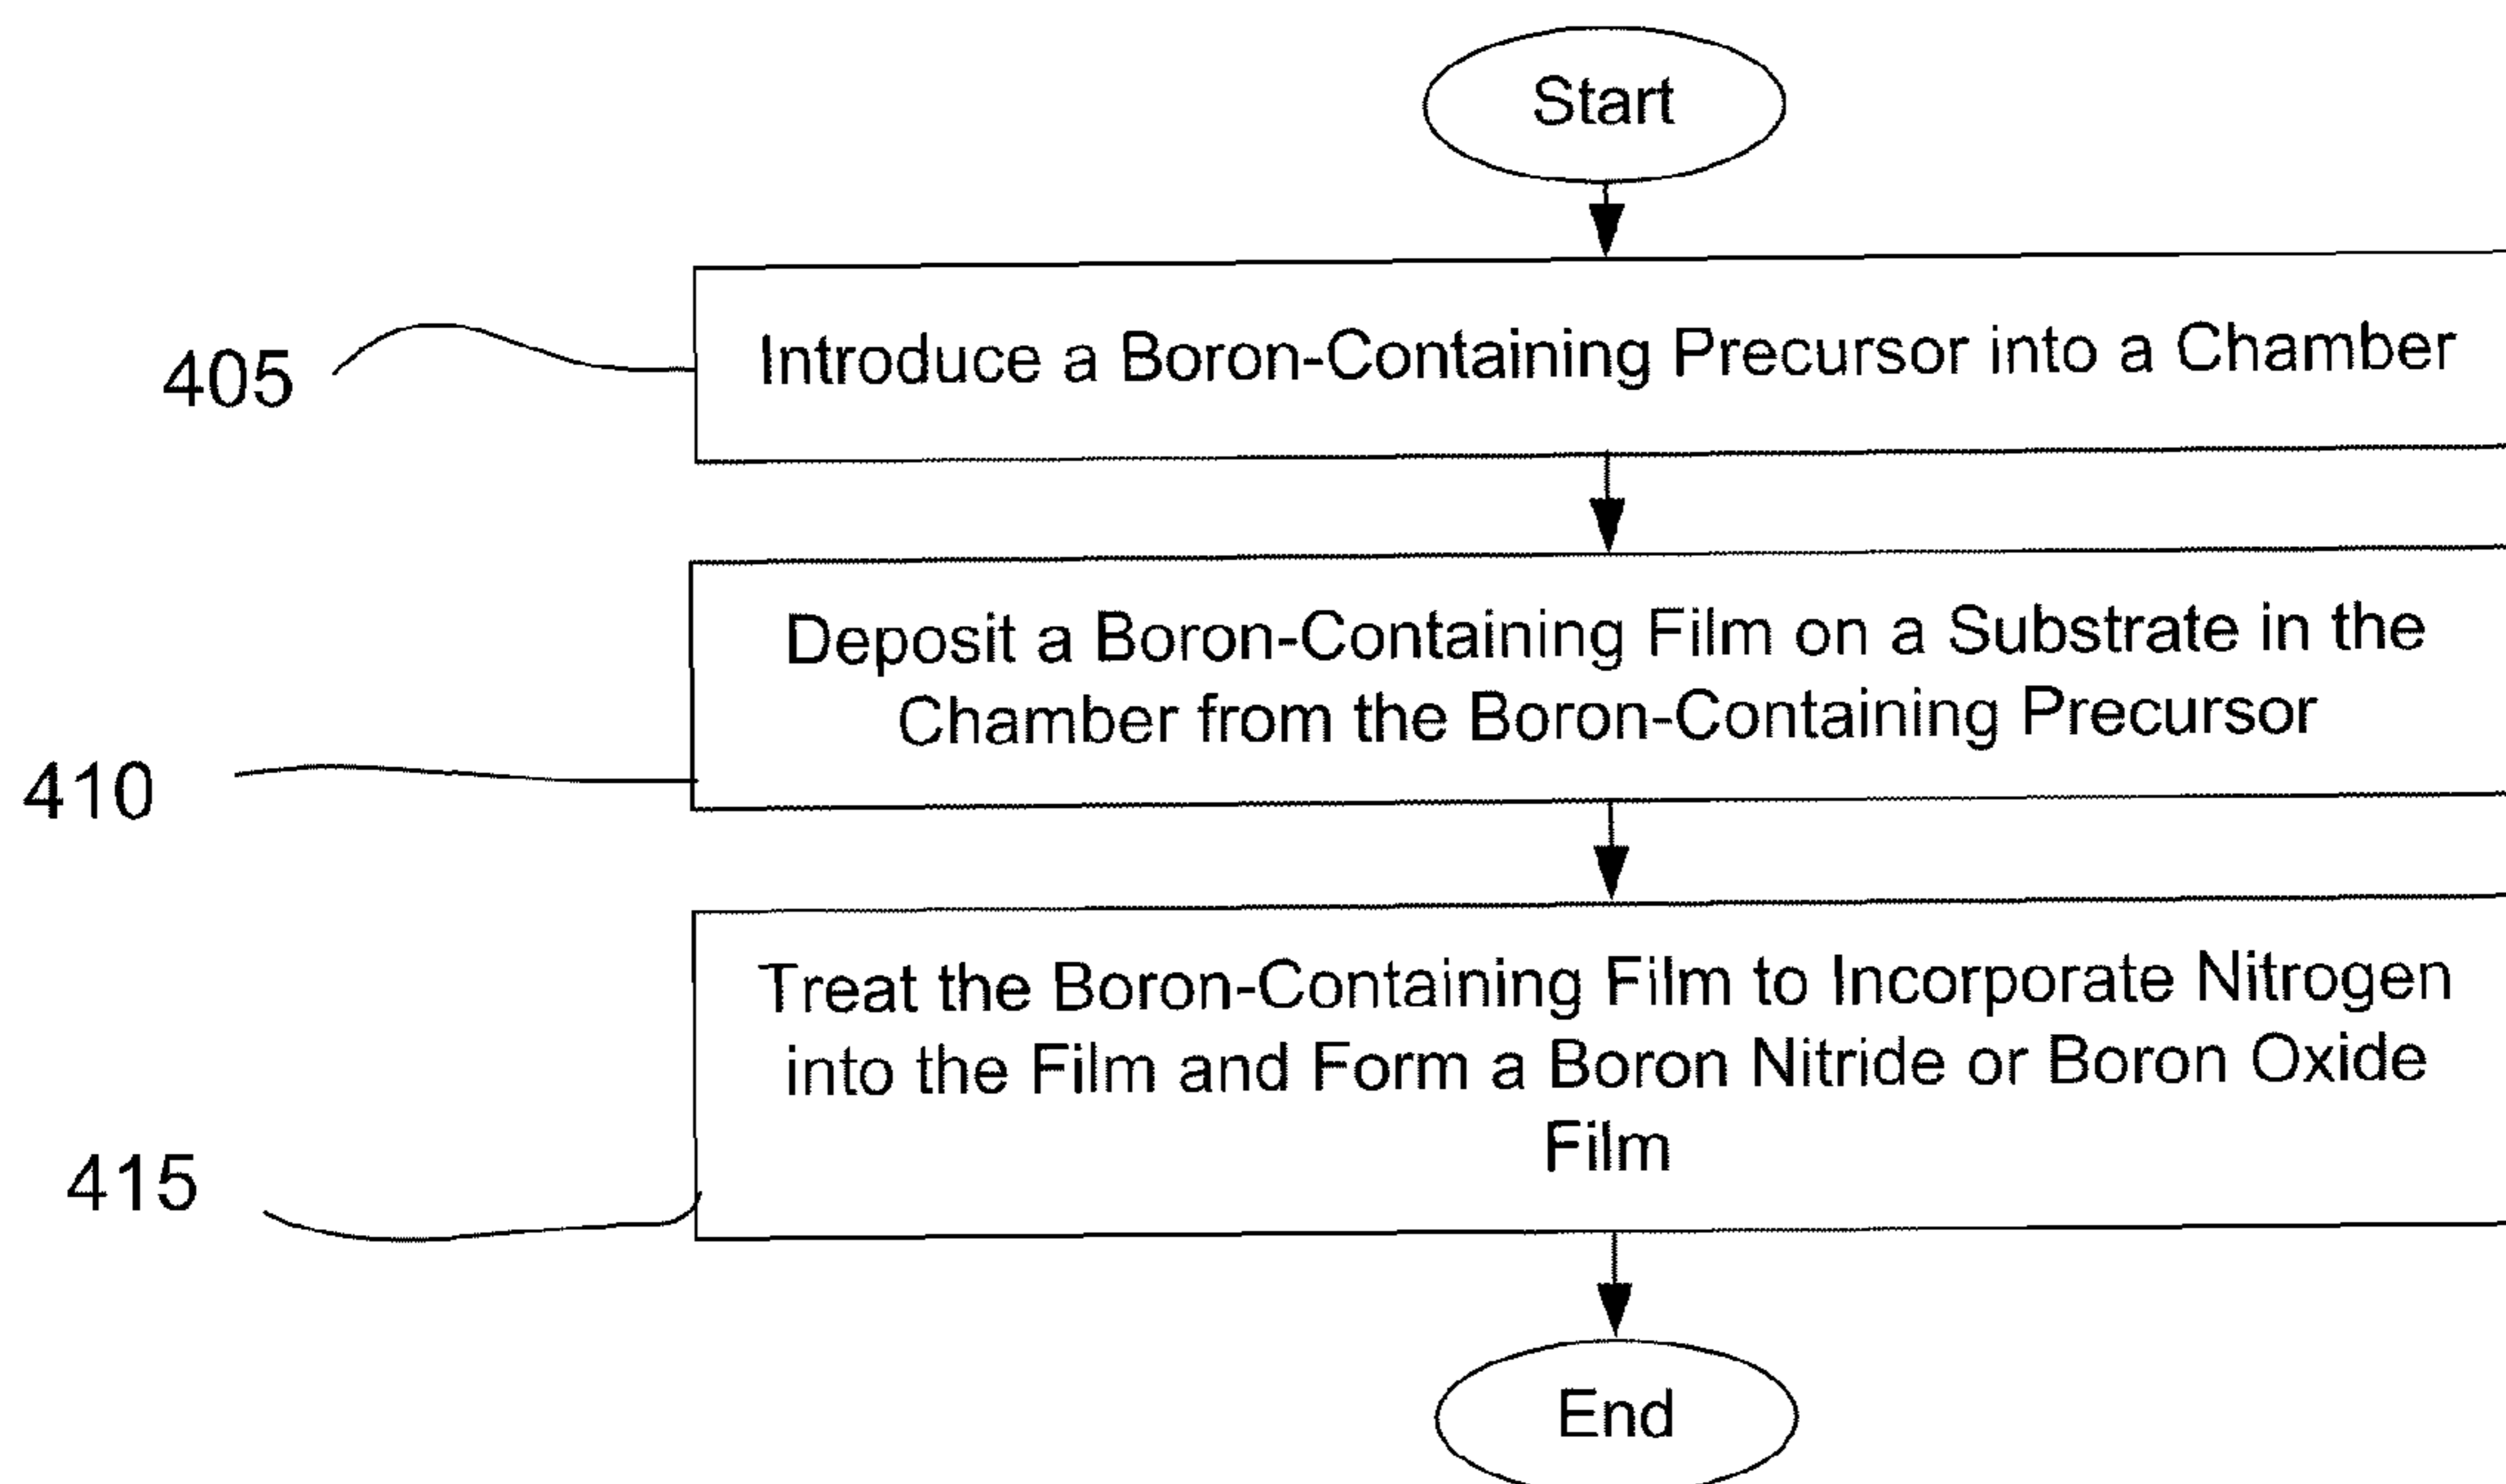 Start
405
Introduce a Boron-Containing Precursor into a Chamber
Deposit a Boron-Containing Film on a Substrate in the
Chamber from the Boron-Containing Precursor
410
Treat the Boron-Containing Film to Incorporate Nitrogen
into the Film and Form a Boron Nitride or Boron Oxide
Film
415
End